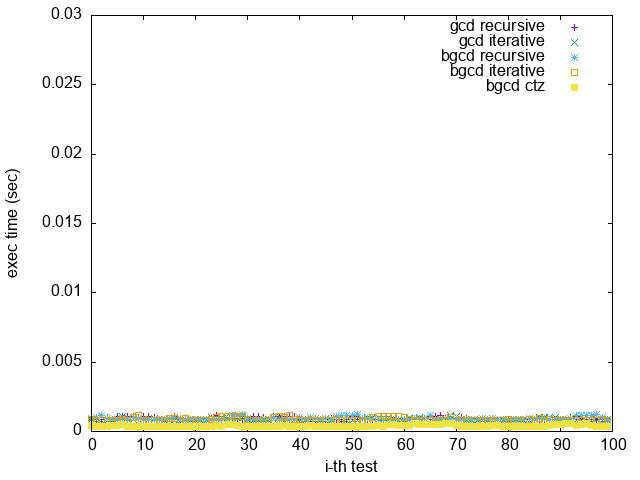 0.03
0.025
0.02
0.015
0.01
0.005
0
exec time (sec)
gcd recursive
gcd iterative
bgcd recursive
bgcd iterative
bgcd ctz
0 10 20 30 40 50 60 70 80 90 100
i-th test